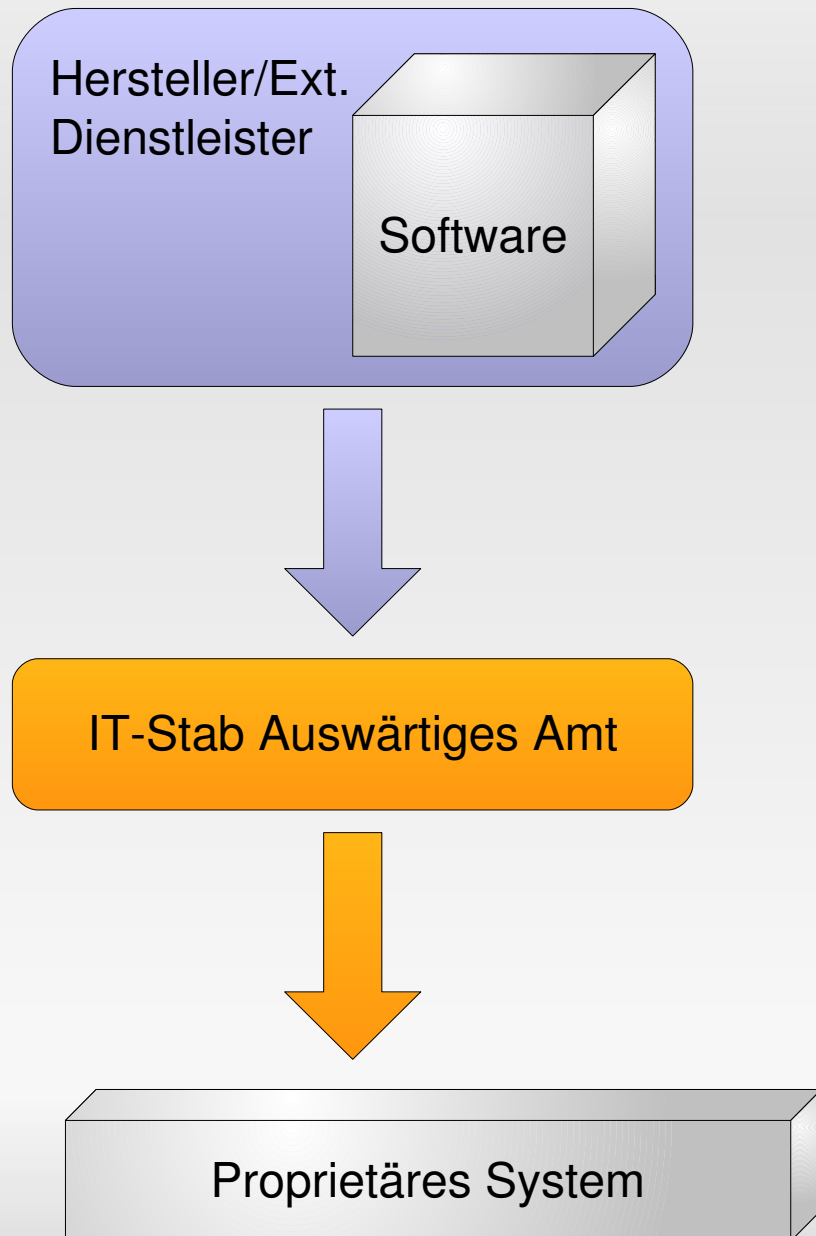 Hersteller/Ext.
Dienstleister
Software
IT-Stab Auswärtiges Amt
Proprietäres System